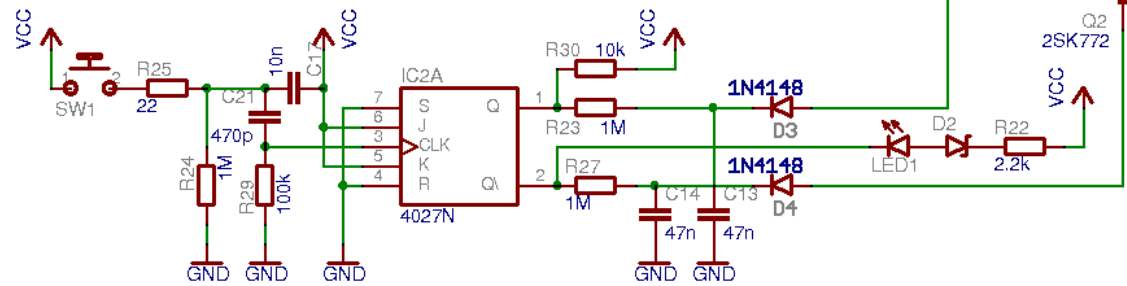 VCC
1
2
SW1
R25
22
R24
1M
C21
470p
R29
100k
10n
C17
VCC
GND
GND
GND
IC2A
7
6
3
5
4
S
J
CLK
K
R
Q
Q\
1
2
4027N
R30
10k
VCC
R23
1M
R27
1M
C14
47n
C13
47n
GND
GND
1N4148
D3
1N4148
D4
LED1
D2
R22
2.2k
VCC
Q2
2SK772